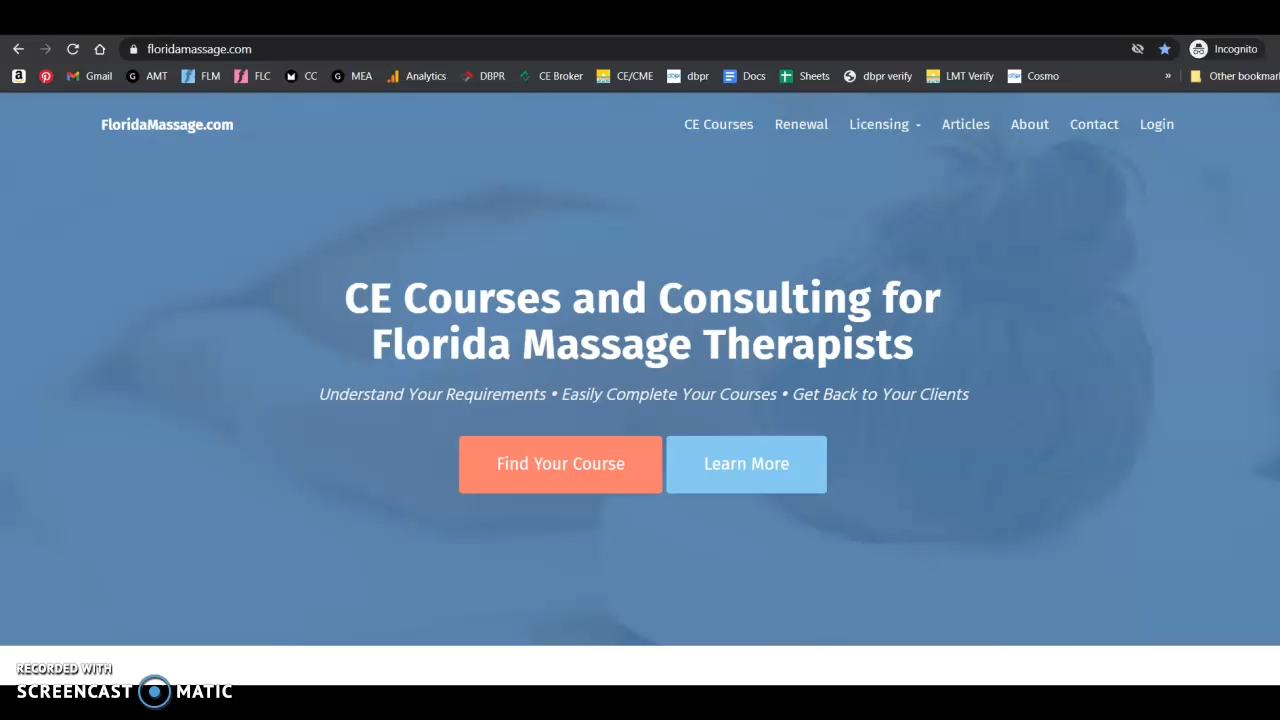 floridamassage.com
Incognito
Gmail AMT FLM FLC CC MEA Analytics DBPR CE Broker CE/CME dbpr Docs Sheets dbpr verify LMT Verify Cosmo » Other bookmar
FloridaMassage.com
CE Courses Renewal Licensing Articles About Contact Login
CE Courses and Consulting for
Florida Massage Therapists
Understand Your Requirements • Easily Complete Your Courses • Get Back to Your Clients
Find Your Course Learn More
RECORDED WITH
SCREENCAST MATIC